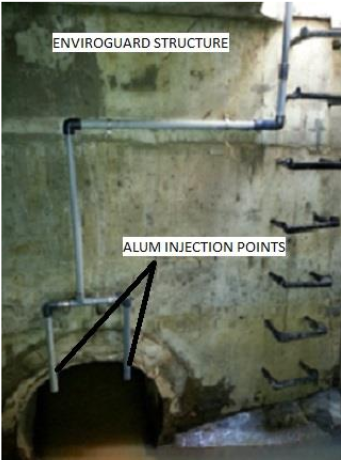 ENVIROGUARD STRUCTURE
ALUM INJECTION POINTS